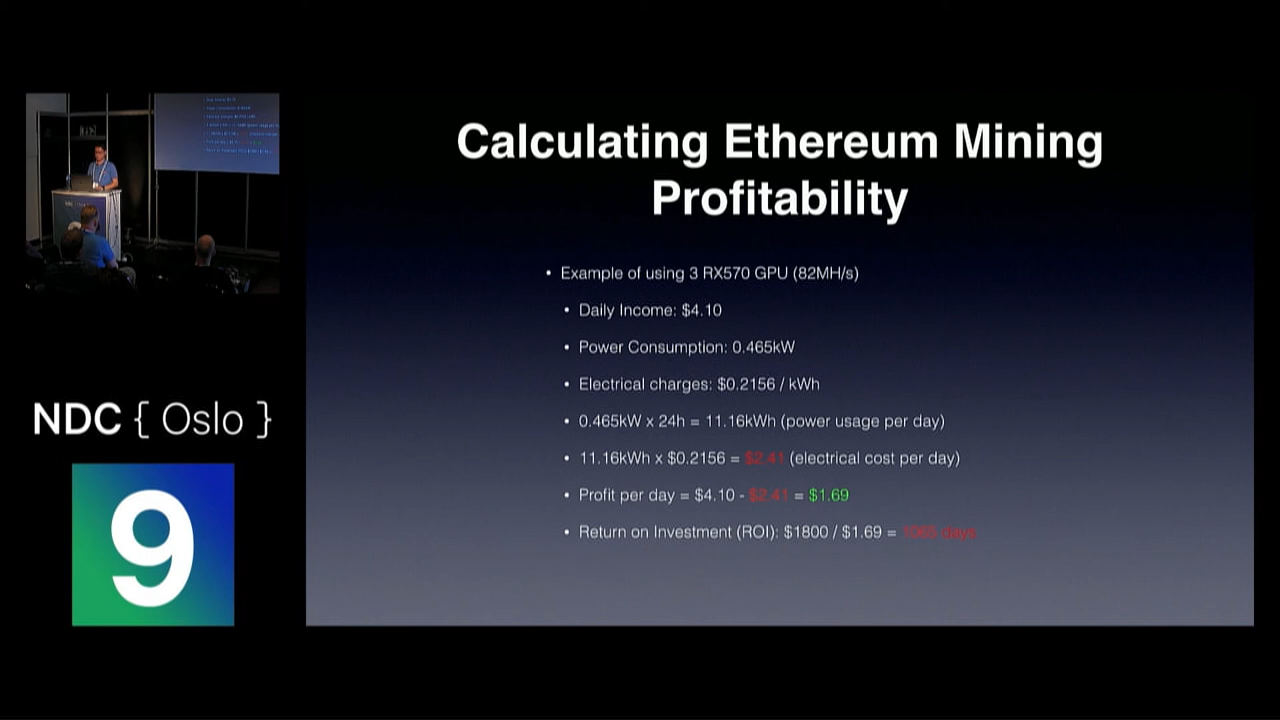 Calculating Ethereum Mining
Profitability
• Example of using 3 RX570 GPU (82MH/s)
• Daily Income: $4.10
• Power Consumption: 0.465kW
• Electrical charges: $0.2156 / kWh
• 0.465kW x 24h = 11.16kWh (power usage per day)
• 11.16kWh x $0.2156 = $2.41 (electrical cost per day)
• Profit per day = $4.10 - $2.41 = $1.69
• Return on Investment (ROI): $1800 / $1.69 = 1065 days
NDC { Oslo }
9